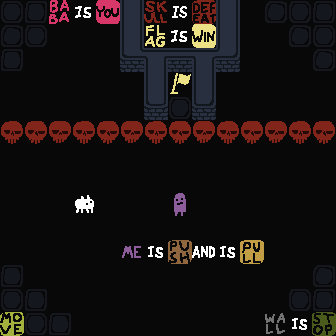 BABA IS YOU SKULL IS DEFEAT
FLAG IS WIN
ME IS PUSH AND IS PULL
MOVE WALL IS STOP